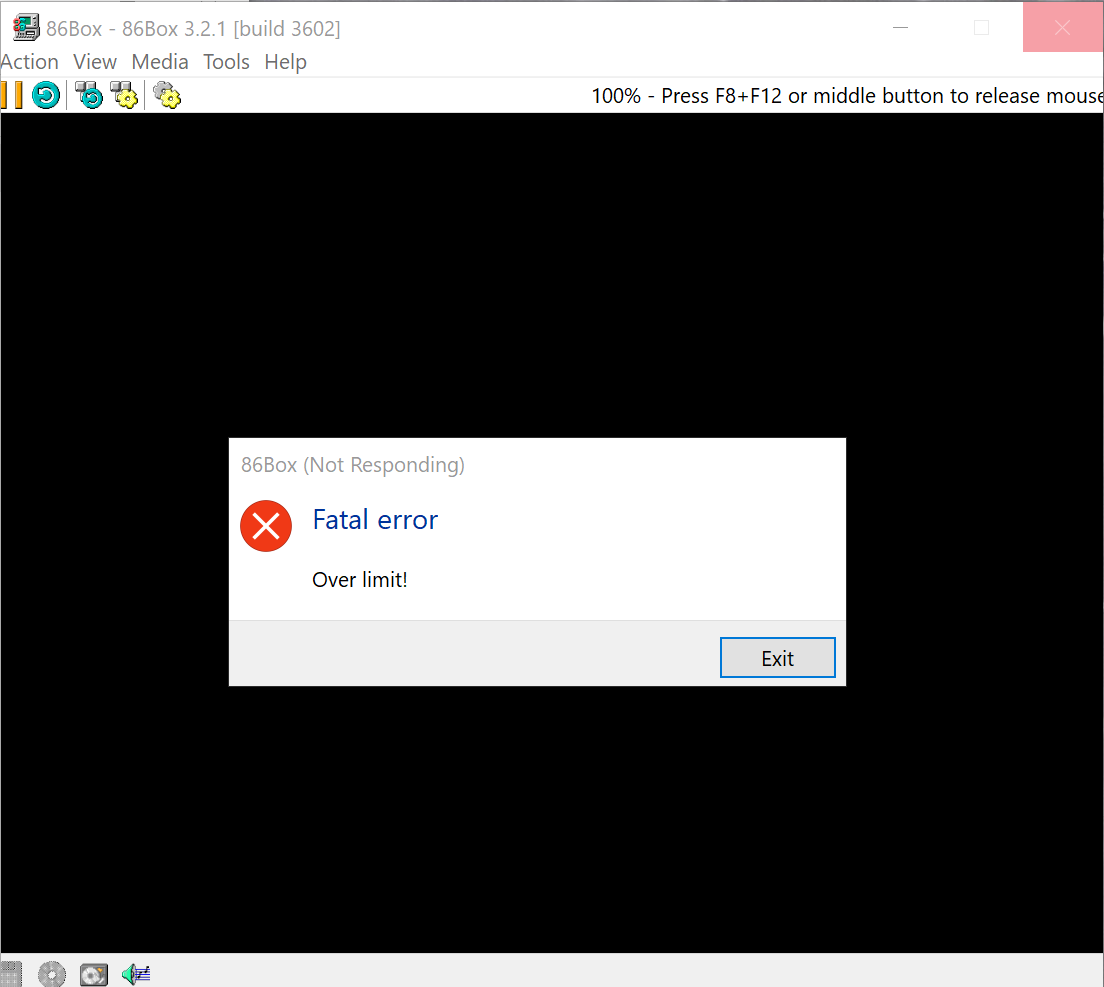 86Box - 86Box 3.2.1 [build 3602]
Action View Media Tools Help
100% - Press F8+F12 or middle button to release mouse
86Box (Not Responding)
Fatal error
Over limit!
Exit